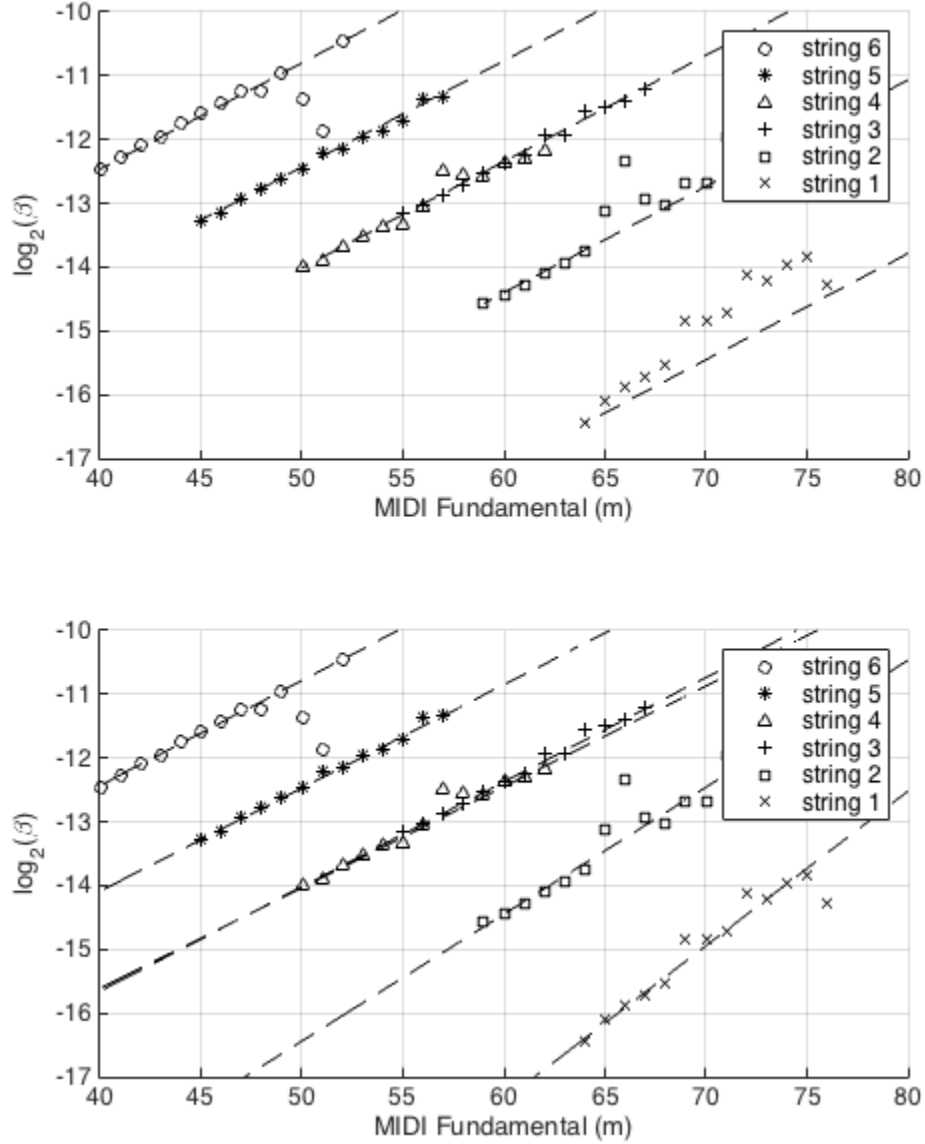 -10
-11
-12
-13
-14
-15
-16
-17
log₂(β)
40 45 50 55 60 65 70 75 80
MIDI Fundamental (m)
string 6
string 5
string 4
string 3
string 2
string 1
-10
-11
-12
-13
-14
-15
-16
-17
log₂(β)
40 45 50 55 60 65 70 75 80
MIDI Fundamental (m)
string 6
string 5
string 4
string 3
string 2
string 1